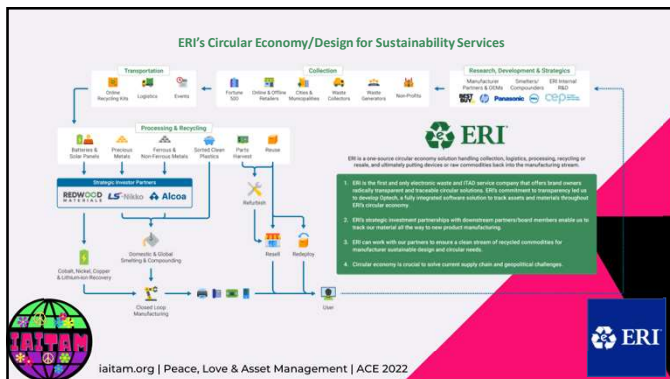 ERI's Circular Economy/Design for Sustainability Services
Transportation
Online
Recycling Kits
Logistics
Events
Collection
Fortune
500
Online & Offline
Retailers
Cities &
Municipalities
Waste
Collectors
Waste
Generators
Non-Profits
Research, Development & Strategics
Manufacturer
Partners & OEMs
Smelters/
Compounders
ERI Internal
R&D
BEST
BUY
hp
Panasonic
DELL
cep
Processing & Recycling
Batteries &
Solar Panels
Precious
Metals
Ferrous &
Non-Ferrous Metals
Sorted Clean
Plastics
Parts
Harvest
Reuse
Strategic Investor Partners
REDWOOD
MATERIALS
LS-Nikko
Alcoa
Refurbish
Cobalt, Nickel, Copper
& Lithium-Ion Recovery
Domestic & Global
Smelting & Compounding
Resell
Redeploy
Closed Loop
Manufacturing
User
e
ERI
ERI is a one-source circular economy solution handling collection, logistics, processing, recycling or
resale, and ultimately putting devices or raw commodities back into the manufacturing stream.
1. ERI is the first and only electronic waste and ITAD service company that offers brand owners
radically transparent and traceable circular solutions. ERI's commitment to transparency led us
to develop Optech, a fully integrated software solution to track assets and materials throughout
ERI's circular economy.
2. ERI's strategic investment partnerships with downstream partners/board members enable us to
track our material all the way to new product manufacturing.
3. ERI can work with our partners to ensure a clean stream of recycled commodities for
manufacturer sustainable design and circular needs.
4. Circular economy is crucial to solve current supply chain and geopolitical challenges.
IAITAM
iaitam.org | Peace, Love & Asset Management | ACE 2022
e
ERI